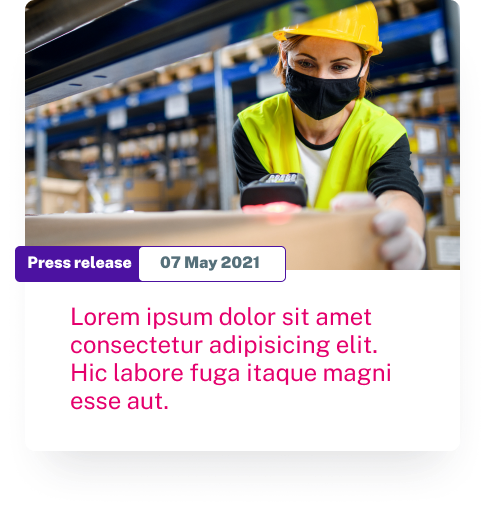 Press release 07 May 2021
Lorem ipsum dolor sit amet
consectetur adipisicing elit.
Hic labore fuga itaque magni
esse aut.